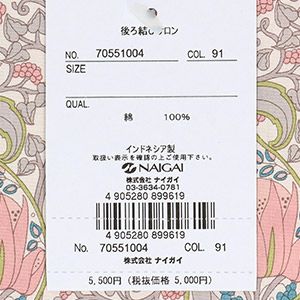 後ろ結びサロン
NO. 70551004 COL. 91
SIZE
QUAL.
綿 100%
インドネシア製
取扱い表示を確認の上ご使用下さい。
NAIGAI
株式会社 ナイガイ
03-3634-0781
4 905280 899619
4 905280 899619
No. 70551004 COL. 91
株式会社 ナイガイ
5,500円 (税抜価格 5,000円)